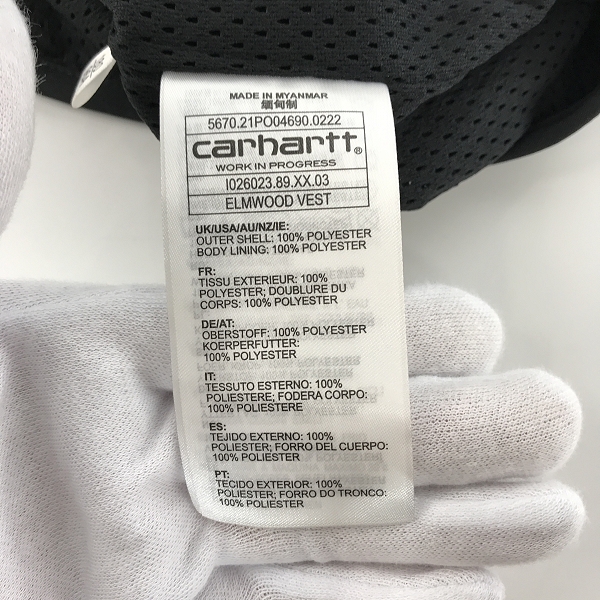 MADE IN MYANMAR
缅甸制
5670.21PO04690.0222
carhartt®
WORK IN PROGRESS
I026023.89.XX.03
ELMWOOD VEST
UK/USA/AU/NZ/IE:
OUTER SHELL: 100% POLYESTER
BODY LINING: 100% POLYESTER
FR:
TISSU EXTERIEUR: 100%
POLYESTER; DOUBLURE DU
CORPS: 100% POLYESTER
DE/AT:
OBERSTOFF: 100% POLYESTER
KOERPERFUTTER:
100% POLYESTER
IT:
TESSUTO ESTERNO: 100%
POLIESTERE; FODERA CORPO:
100% POLIESTERE
ES:
TEJIDO EXTERNO: 100%
POLIESTER; FORRO DEL CUERPO:
100% POLIESTER
PT:
TECIDO EXTERIOR: 100%
POLIESTER; FORRO DO TRONCO:
100% POLIESTER